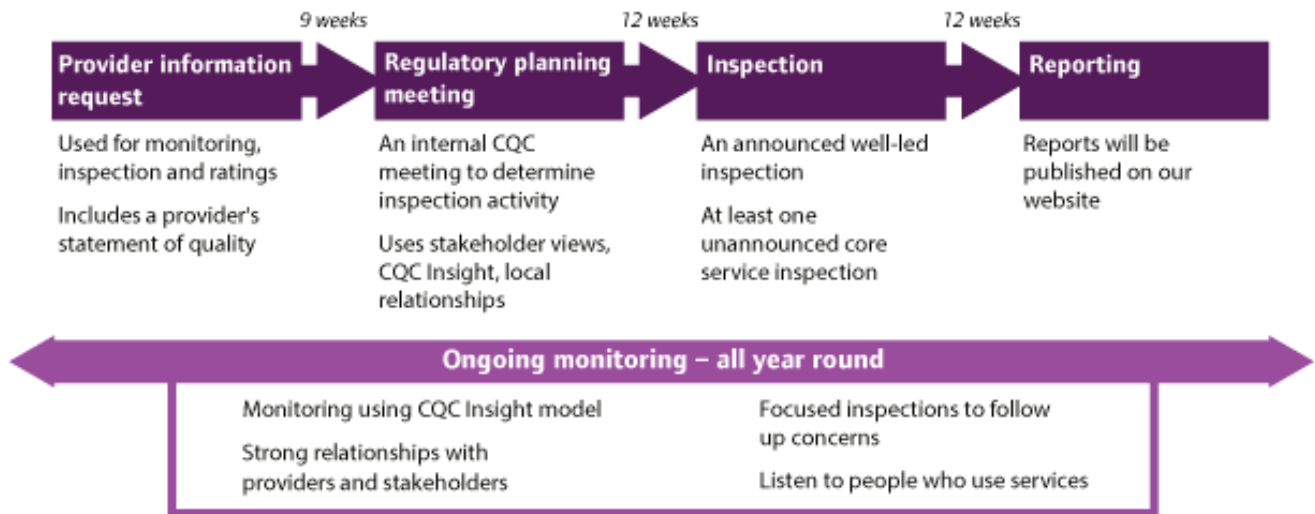 9 weeks
12 weeks
12 weeks
Provider information
request
Regulatory planning
meeting
Inspection
Reporting
Used for monitoring,
inspection and ratings
Includes a provider's
statement of quality
An internal CQC
meeting to determine
inspection activity
Uses stakeholder views,
CQC Insight, local
relationships
An announced well-led
inspection
At least one
unannounced core
service inspection
Reports will be
published on our
website
Ongoing monitoring – all year round
Monitoring using CQC Insight model
Strong relationships with
providers and stakeholders
Focused inspections to follow
up concerns
Listen to people who use services